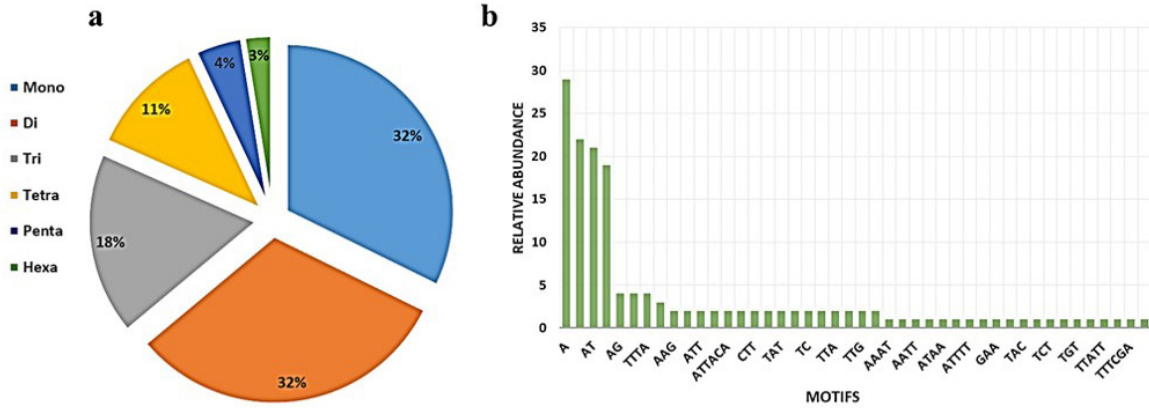 a
Mono
Di
Tri
Tetra
Penta
Hexa
32%
32%
18%
11%
4%
3%
b
RELATIVE ABUNDANCE
35
30
25
20
15
10
5
0
A
AT
AG
TTTA
AAG
ATT
ATTACA
CTT
TAT
TC
TTA
TTG
AAAT
AATT
ATAA
ATTTT
GAA
TAC
TCT
TGT
TTATT
TTTCGA
MOTIFS